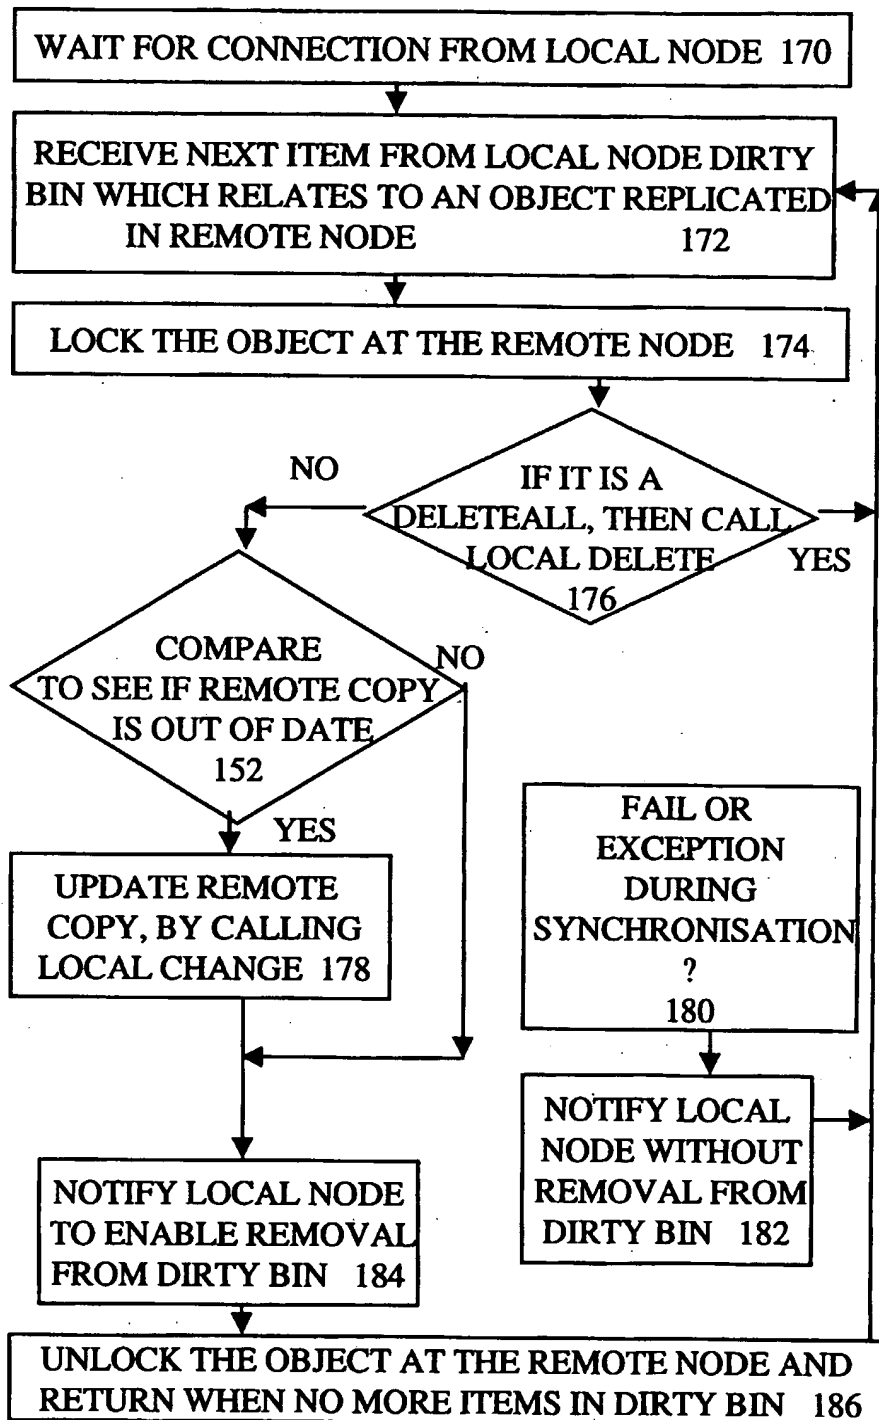 WAIT FOR CONNECTION FROM LOCAL NODE 170
RECEIVE NEXT ITEM FROM LOCAL NODE DIRTY
BIN WHICH RELATES TO AN OBJECT REPLICATED
IN REMOTE NODE 172
LOCK THE OBJECT AT THE REMOTE NODE 174
NO
IF IT IS A
DELETEALL, THEN CALL
LOCAL DELETE
176
YES
COMPARE
TO SEE IF REMOTE COPY
IS OUT OF DATE
152
NO
YES
UPDATE REMOTE
COPY, BY CALLING
LOCAL CHANGE 178
FAIL OR
EXCEPTION
DURING
SYNCHRONISATION
?
180
NOTIFY LOCAL
NODE WITHOUT
REMOVAL FROM
DIRTY BIN 182
NOTIFY LOCAL NODE
TO ENABLE REMOVAL
FROM DIRTY BIN 184
UNLOCK THE OBJECT AT THE REMOTE NODE AND
RETURN WHEN NO MORE ITEMS IN DIRTY BIN 186